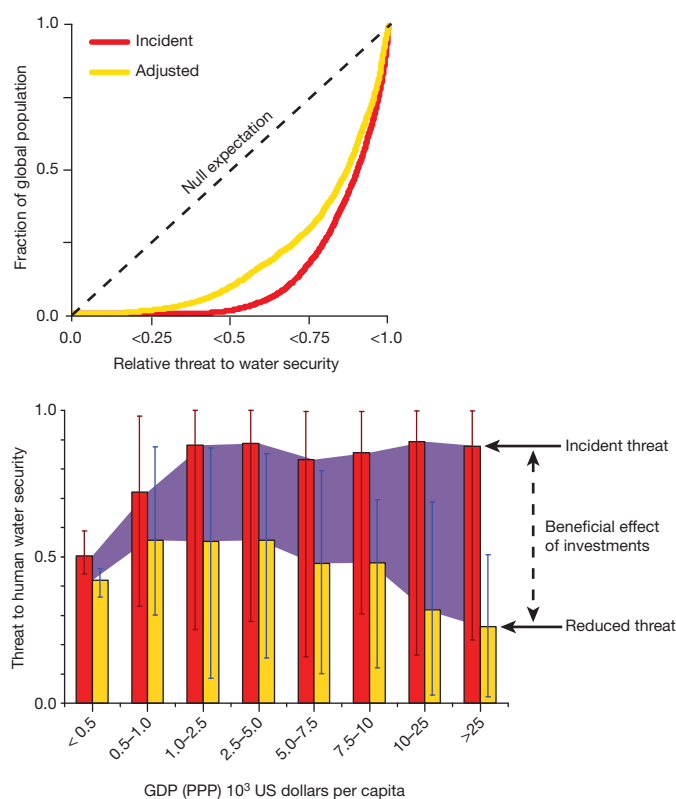 1.0
Incident
Adjusted
Fraction of global population
Null expectation
0.5
0.0
0.0
<0.25
<0.5
<0.75
<1.0
Relative threat to water security
1.0
Threat to human water security
0.5
0.0
Incident threat
Beneficial effect
of investments
Reduced threat
< 0.5
0.5–1.0
1.0–2.5
2.5–5.0
5.0–7.5
7.5–10
10–25
>25
GDP (PPP) 10³ US dollars per capita